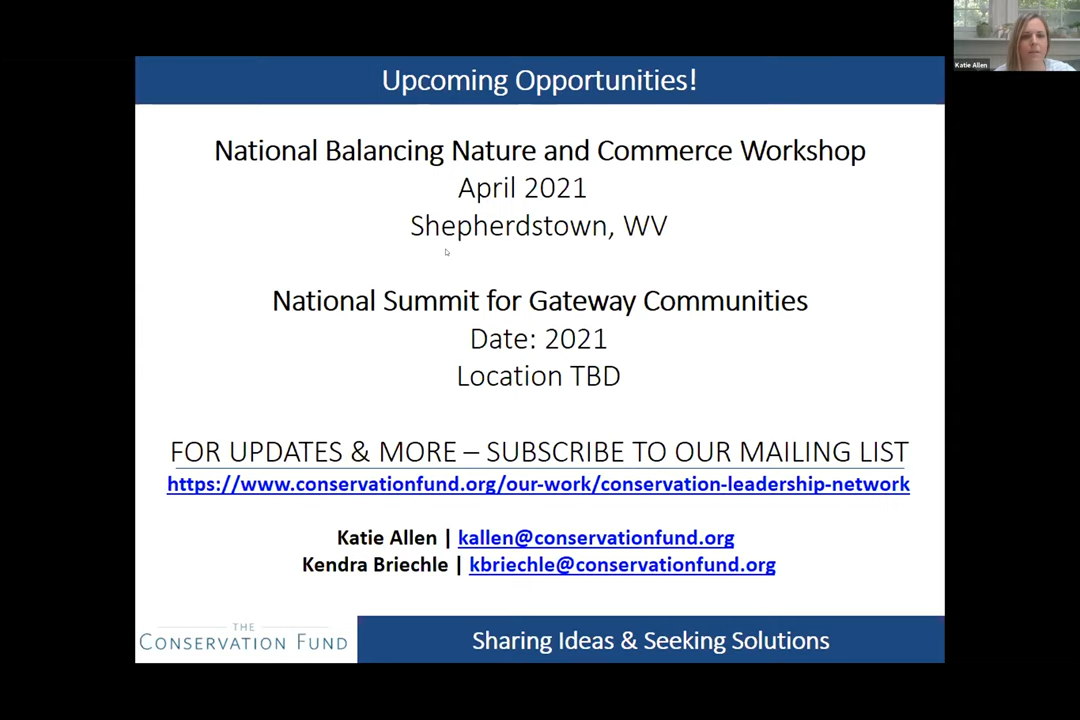 Katie Allen
Upcoming Opportunities!
National Balancing Nature and Commerce Workshop
April 2021
Shepherdstown, WV
National Summit for Gateway Communities
Date: 2021
Location TBD
FOR UPDATES & MORE – SUBSCRIBE TO OUR MAILING LIST
https://www.conservationfund.org/our-work/conservation-leadership-network
Katie Allen | kallen@conservationfund.org
Kendra Briechle | kbriechle@conservationfund.org
THE
CONSERVATION FUND
Sharing Ideas & Seeking Solutions